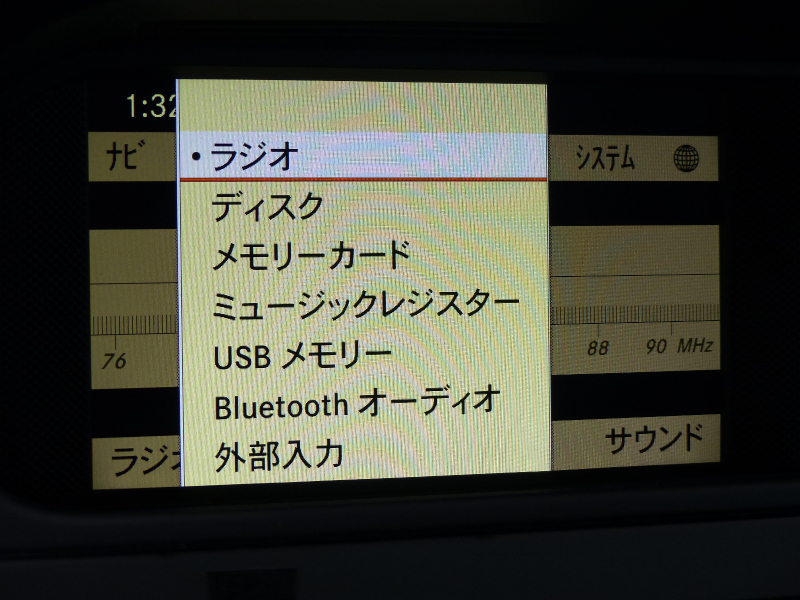 1:32
ナビ
システム
・ラジオ
ディスク
メモリーカード
ミュージックレジスター
USB メモリー
Bluetooth オーディオ
外部入力
76
88 90 MHz
ラジオ
サウンド